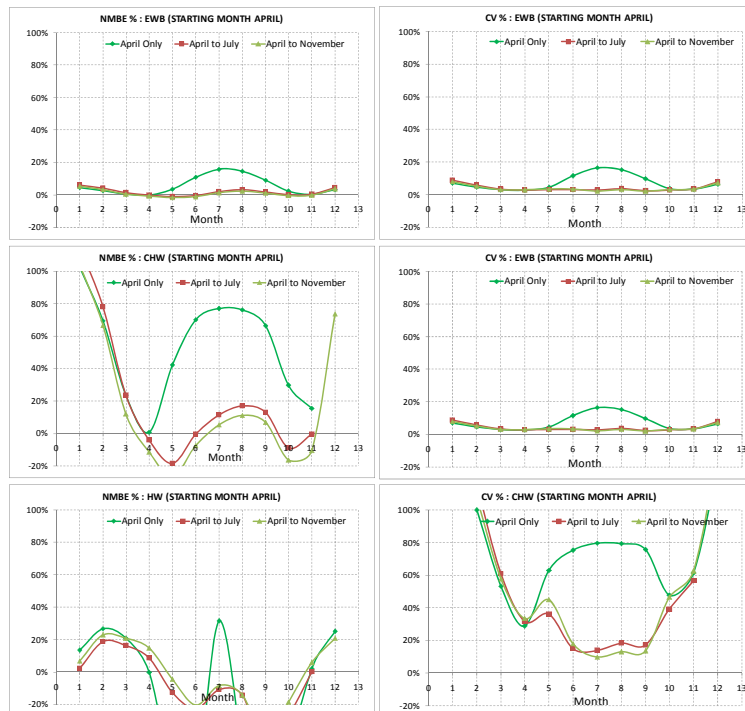 NMBE % : EWB (STARTING MONTH APRIL)
100%
April Only April to July April to November
80%
60%
40%
20%
0%
0 1 2 3 4 5 6 7 8 9 10 11 12 13
-20%
Month
CV % : EWB (STARTING MONTH APRIL)
100%
April Only April to July April to November
80%
60%
40%
20%
0%
0 1 2 3 4 5 6 7 8 9 10 11 12 13
-20%
Month
NMBE % : CHW (STARTING MONTH APRIL)
100%
April Only April to July April to November
80%
60%
40%
20%
0%
0 1 2 3 4 5 6 7 8 9 10 11 12 13
-20%
Month
CV % : EWB (STARTING MONTH APRIL)
100%
April Only April to July April to November
80%
60%
40%
20%
0%
0 1 2 3 4 5 6 7 8 9 10 11 12 13
-20%
Month
NMBE % : HW (STARTING MONTH APRIL)
100%
April Only April to July April to November
80%
60%
40%
20%
0%
0 1 2 3 4 5 6 7 8 9 10 11 12 13
-20%
Month
CV % : CHW (STARTING MONTH APRIL)
100%
April Only April to July April to November
80%
60%
40%
20%
0%
0 1 2 3 4 5 6 7 8 9 10 11 12 13
-20%
Month